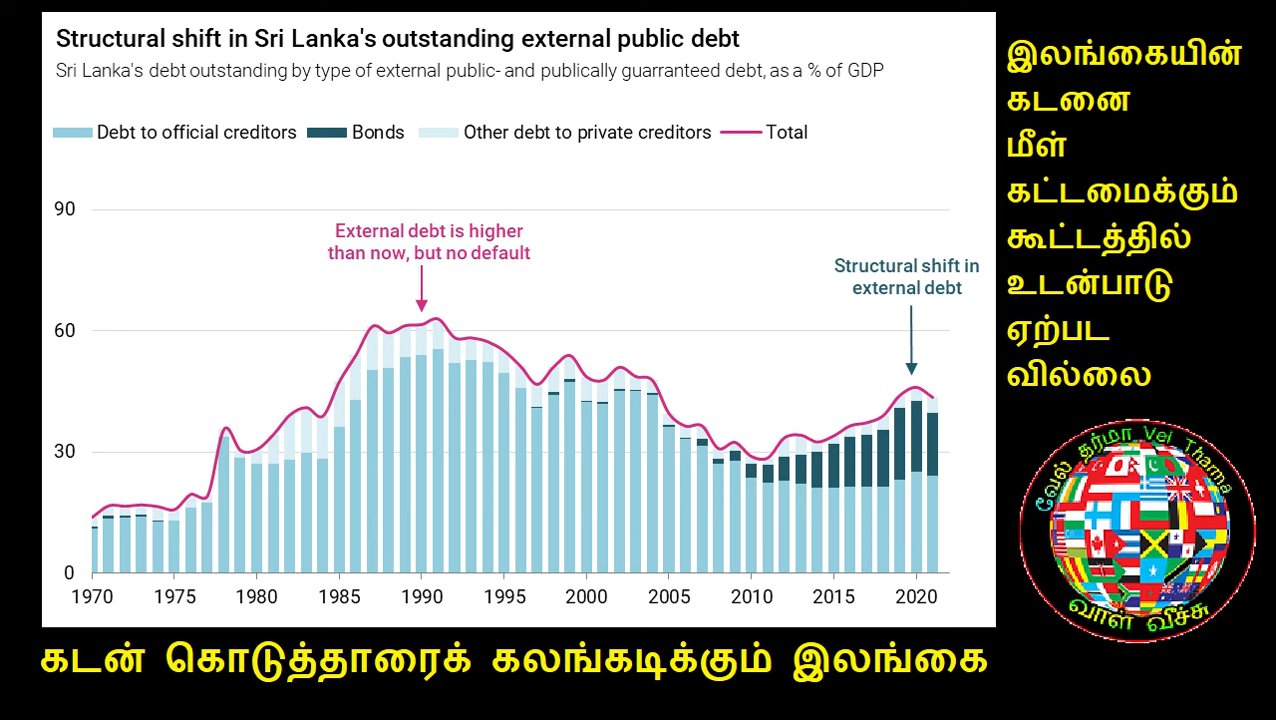 Structural shift in Sri Lanka's outstanding external public debt
Sri Lanka's debt outstanding by type of external public- and publically guarranteed debt, as a % of GDP
Debt to official creditors Bonds Other debt to private creditors Total
90
External debt is higher
than now, but no default
Structural shift in
external debt
60
30
0
1970 1975 1980 1985 1990 1995 2000 2005 2010 2015 2020
இலங்கையின்
கடனை
மீள்
கட்டமைக்கும்
கூட்டத்தில்
உடன்பாடு
ஏற்பட
வில்லை
வேல் தர்மா Vel Tharma
வாள் வீச்சு
கடன் கொடுத்தாரைக் கலங்கடிக்கும் இலங்கை